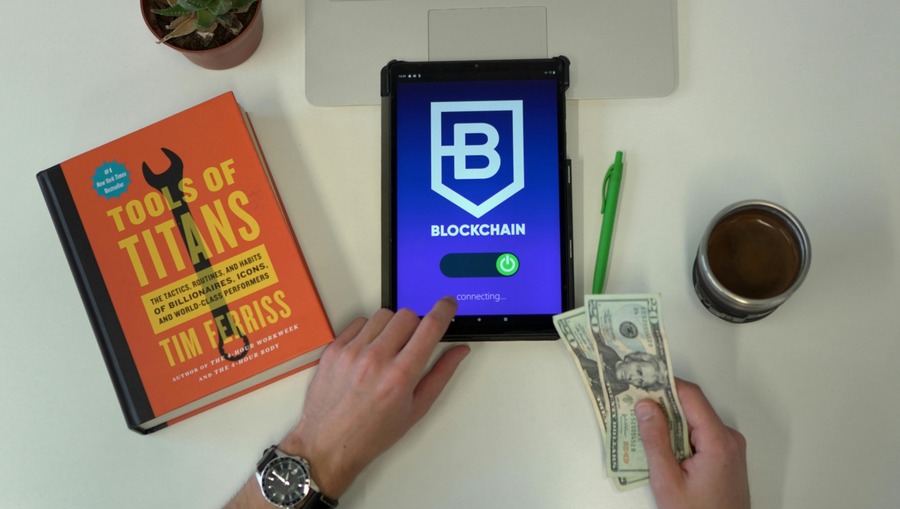 #1
New York Times
Bestseller
TOOLS OF
TITANS
THE TACTICS, ROUTINES, AND HABITS
OF BILLIONAIRES, ICONS,
AND WORLD-CLASS PERFORMERS
TIM FERRISS
AUTHOR OF THE 4-HOUR WORKWEEK
AND THE 4-HOUR BODY
B
BLOCKCHAIN
connecting...
20